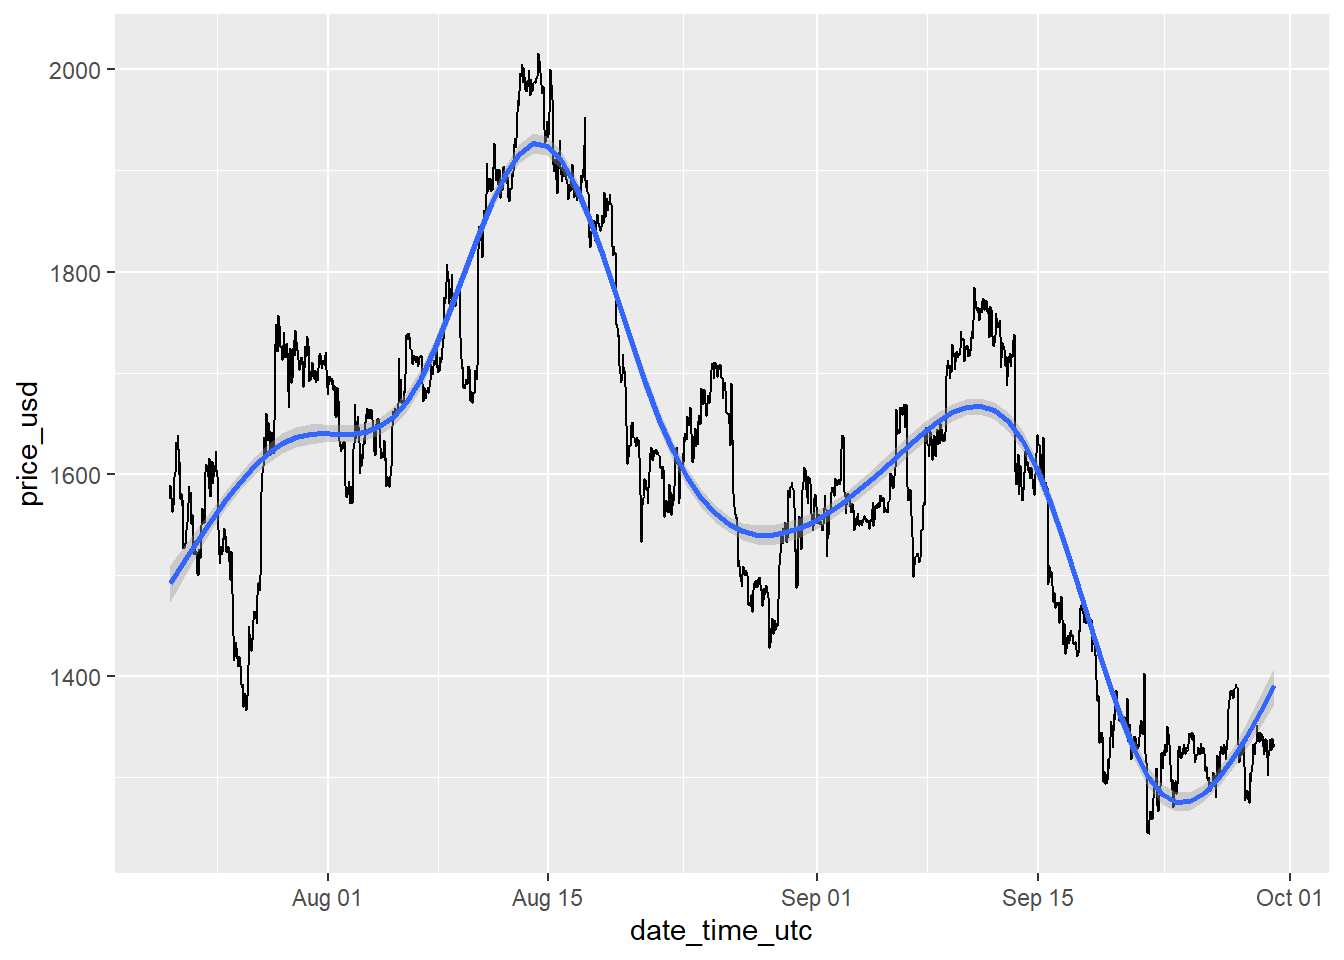 2000
1800
1600
1400
price_usd
Aug 01
Aug 15
Sep 01
Sep 15
Oct 01
date_time_utc